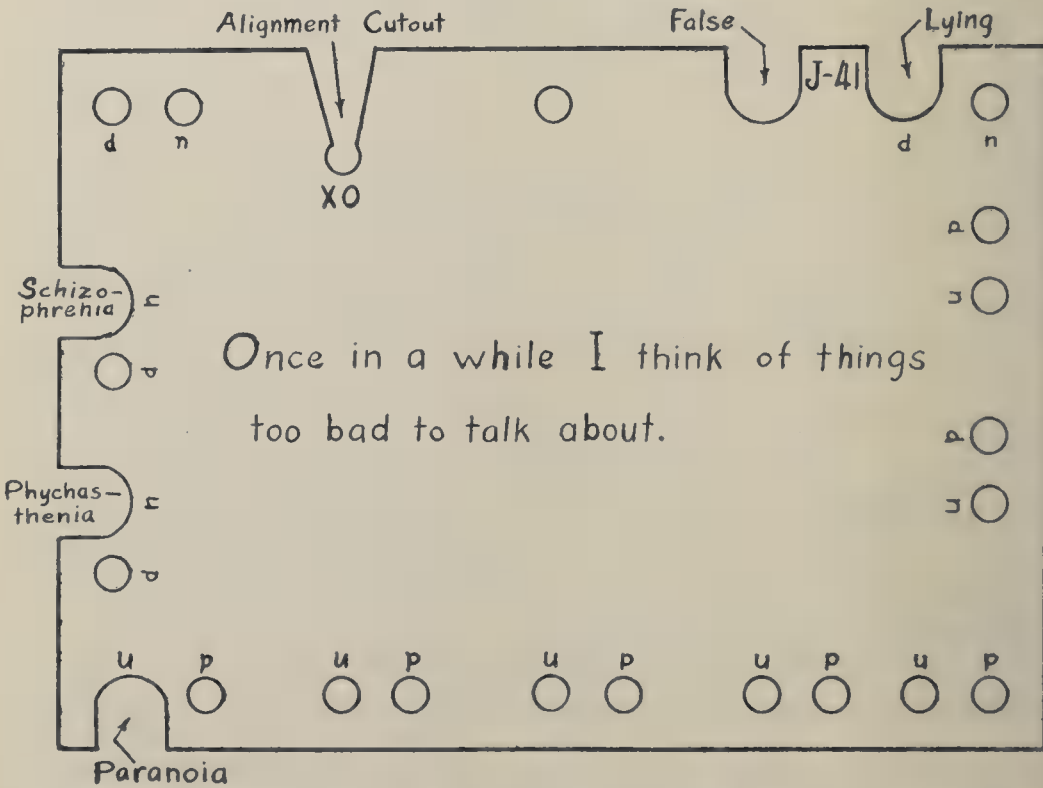 Alignment Cutout
False
Lying
J-41
d n d n
XO
p
Schizo-
phrehia
n
u
p
Once in a while I think of things
too bad to talk about.
p
Phychas-
thenia
n
u
p
u p u p u p u p u p
Paranoia